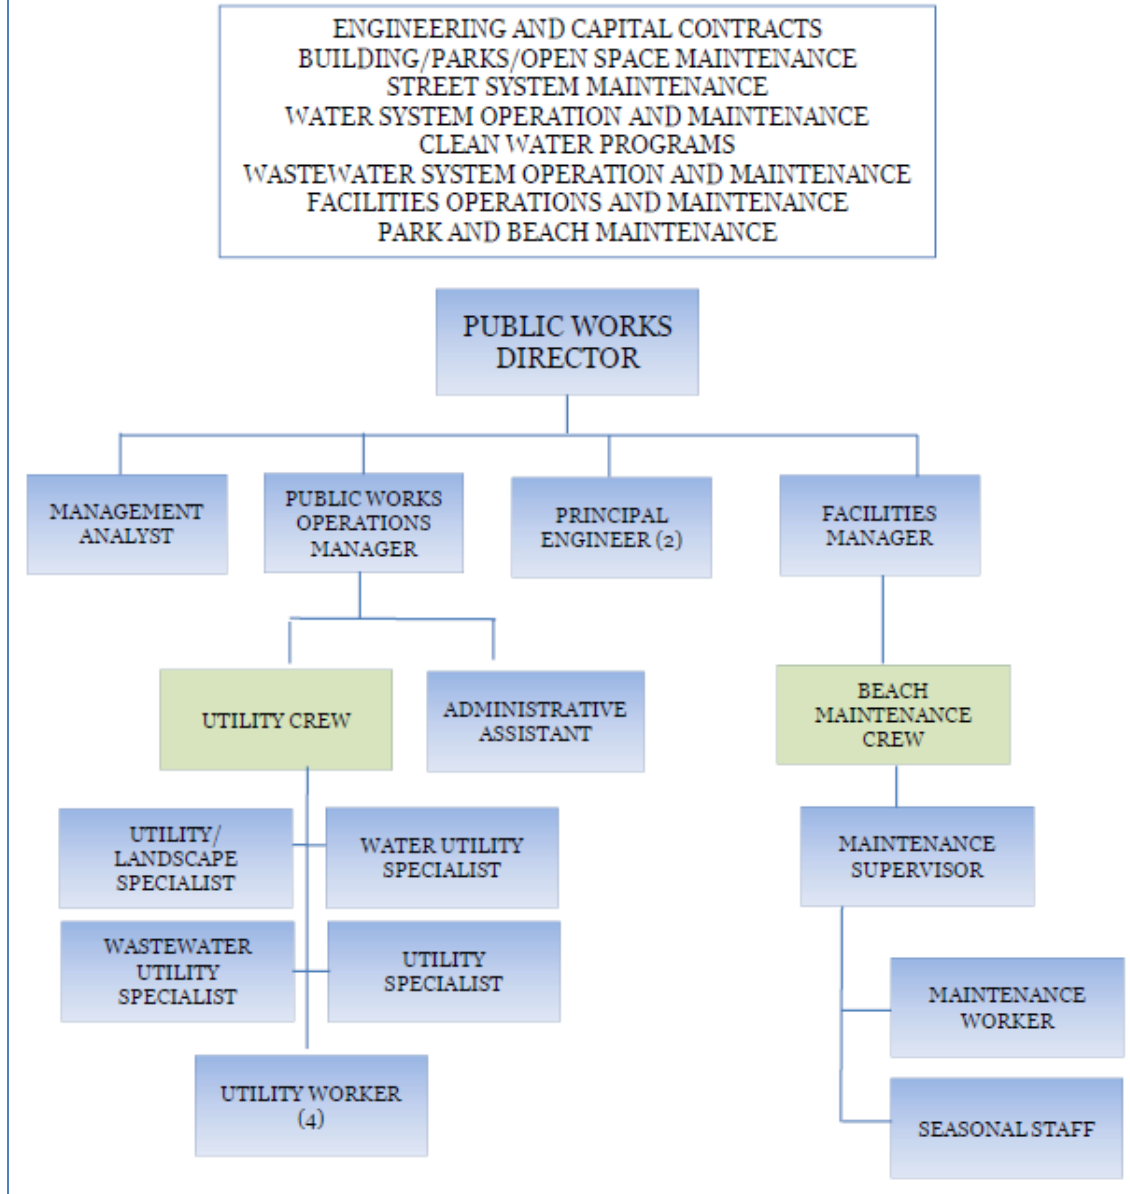 ENGINEERING AND CAPITAL CONTRACTS
BUILDING/PARKS/OPEN SPACE MAINTENANCE
STREET SYSTEM MAINTENANCE
WATER SYSTEM OPERATION AND MAINTENANCE
CLEAN WATER PROGRAMS
WASTEWATER SYSTEM OPERATION AND MAINTENANCE
FACILITIES OPERATIONS AND MAINTENANCE
PARK AND BEACH MAINTENANCE
PUBLIC WORKS
DIRECTOR
MANAGEMENT
ANALYST
PUBLIC WORKS
OPERATIONS
MANAGER
PRINCIPAL
ENGINEER (2)
FACILITIES
MANAGER
UTILITY CREW
ADMINISTRATIVE
ASSISTANT
BEACH
MAINTENANCE
CREW
UTILITY/
LANDSCAPE
SPECIALIST
WATER UTILITY
SPECIALIST
MAINTENANCE
SUPERVISOR
WASTEWATER
UTILITY
SPECIALIST
UTILITY
SPECIALIST
MAINTENANCE
WORKER
UTILITY WORKER
(4)
SEASONAL STAFF